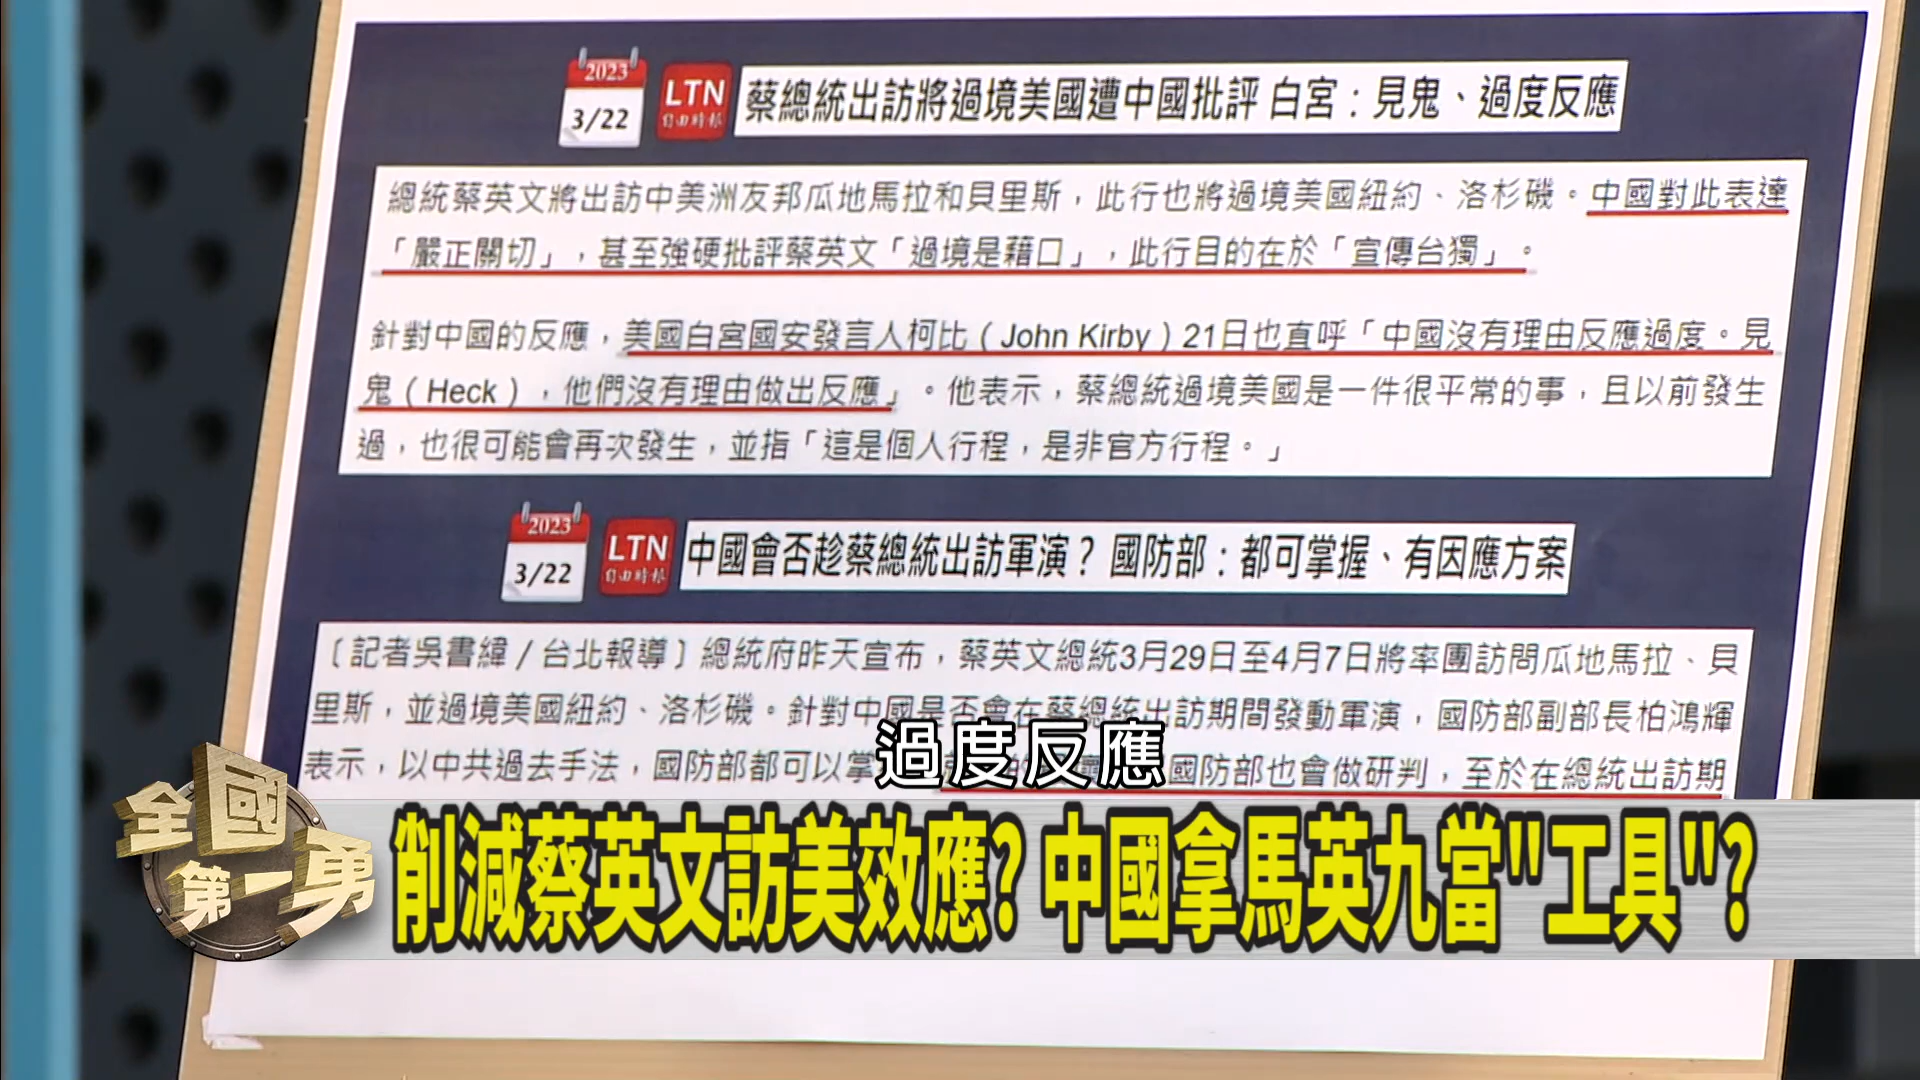 2023
3/22
LTN
自由時報
蔡總統出訪將過境美國遭中國批評 白宮：見鬼、過度反應
總統蔡英文將出訪中美洲友邦瓜地馬拉和貝里斯，此行也將過境美國紐約、洛杉磯。中國對此表達
「嚴正關切」，甚至強硬批評蔡英文「過境是藉口」，此行目的在於「宣傳台獨」。
針對中國的反應，美國白宮國安發言人柯比（John Kirby）21日也直呼「中國沒有理由反應過度。見
鬼（Heck），他們沒有理由做出反應」。他表示，蔡總統過境美國是一件很平常的事，且以前發生
過，也很可能會再次發生，並指「這是個人行程，是非官方行程。」
2023
3/22
LTN
自由時報
中國會否趁蔡總統出訪軍演？ 國防部：都可掌握、有因應方案
〔記者吳書緯／台北報導〕總統府昨天宣布，蔡英文總統3月29日至4月7日將率團訪問瓜地馬拉、貝
里斯，並過境美國紐約、洛杉磯。針對中國是否會在蔡總統出訪期間發動軍演，國防部副部長柏鴻輝
表示，以中共過去手法，國防部都可以掌
國防部也會做研判，至於在總統出訪期
過度反應
全國第一勇
削減蔡英文訪美效應? 中國拿馬英九當"工具"?